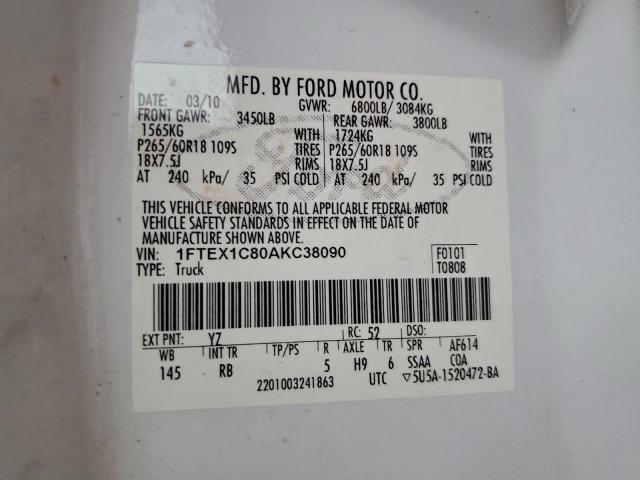 MFD. BY FORD MOTOR CO.
DATE: 03/10 GVWR: 6800LB/ 3084KG
FRONT GAWR: 3450LB REAR GAWR: 3800LB
1565KG WITH 1724KG WITH
P265/60R18 109S TIRES P265/60R18 109S TIRES
18X7.5J RIMS 18X7.5J RIMS
AT 240 kPa/ 35 PSI COLD AT 240 kPa/ 35 PSI COLD
THIS VEHICLE CONFORMS TO ALL APPLICABLE FEDERAL MOTOR
VEHICLE SAFETY STANDARDS IN EFFECT ON THE DATE OF
MANUFACTURE SHOWN ABOVE.
VIN: 1FTEX1C80AKC38090 F0101
TYPE: Truck T0808
EXT PNT: YZ RC: 52 DSO:
WB INT TR TP/PS R AXLE TR SPR AF614
145 RB 5 H9 6 SSAA COA
2201003241863 UTC ▽5U5A-1520472-BA
Ford